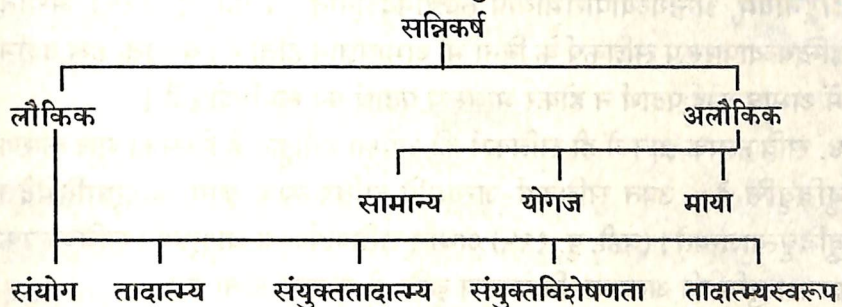 सन्निकर्ष
लौकिक अलौकिक
सामान्य योगज माया
संयोग तादात्म्य संयुक्ततादात्म्य संयुक्तविशेषणता तादात्म्यस्वरूप